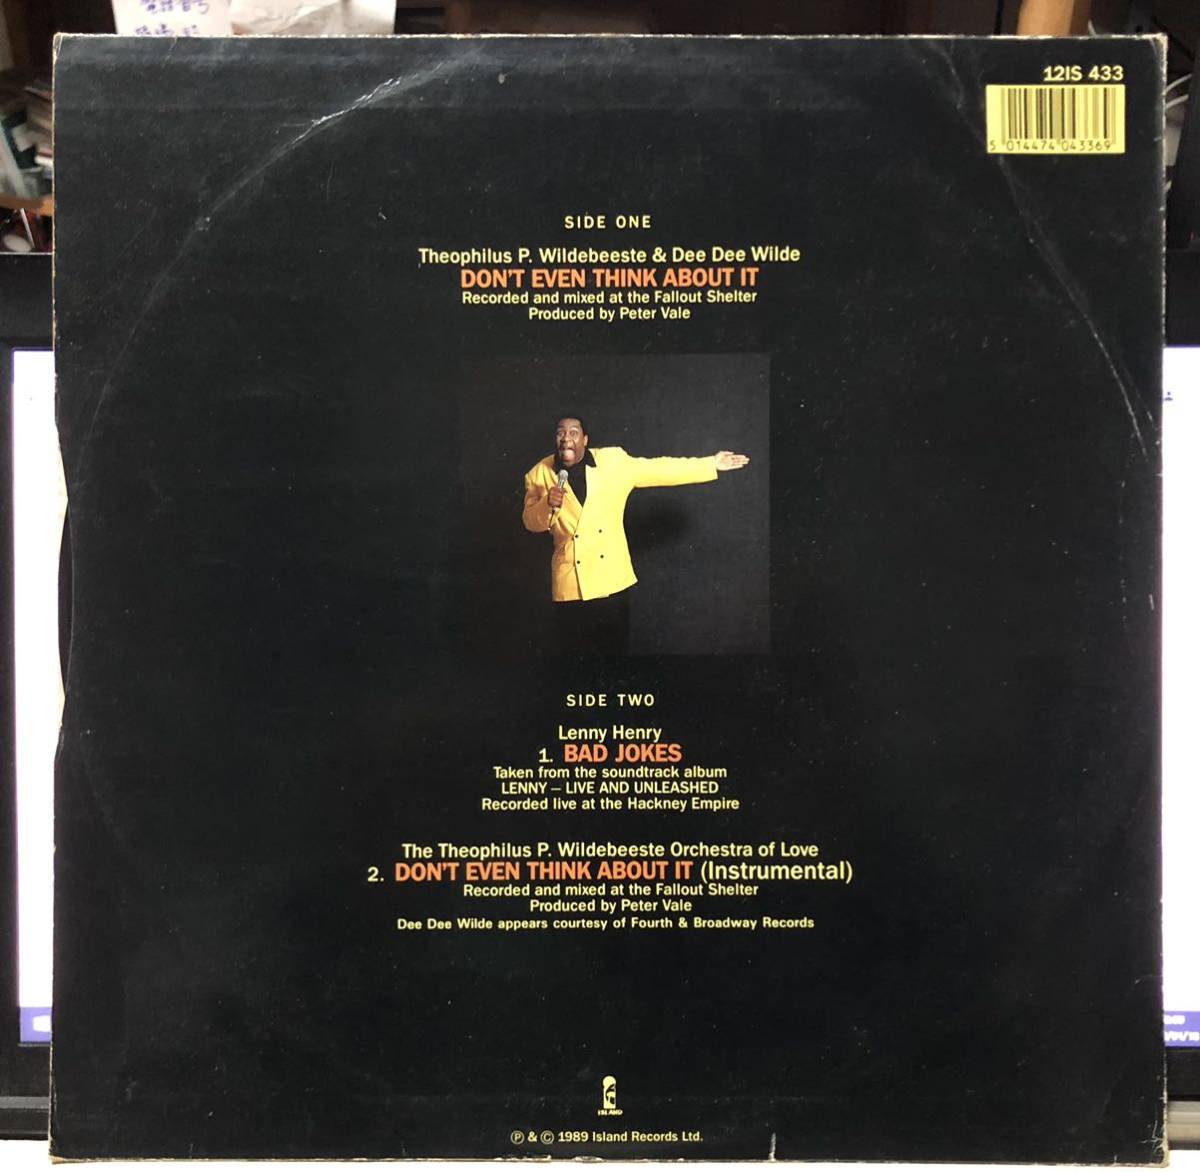 12IS 433
5 014474 043369
SIDE ONE
Theophilus P. Wildebeeste & Dee Dee Wilde
DON'T EVEN THINK ABOUT IT
Recorded and mixed at the Fallout Shelter
Produced by Peter Vale
SIDE TWO
Lenny Henry
1. BAD JOKES
Taken from the soundtrack album
LENNY – LIVE AND UNLEASHED
Recorded live at the Hackney Empire
The Theophilus P. Wildebeeste Orchestra of Love
2. DON'T EVEN THINK ABOUT IT (Instrumental)
Recorded and mixed at the Fallout Shelter
Produced by Peter Vale
Dee Dee Wilde appears courtesy of Fourth & Broadway Records
ISLAND
℗ & © 1989 Island Records Ltd.